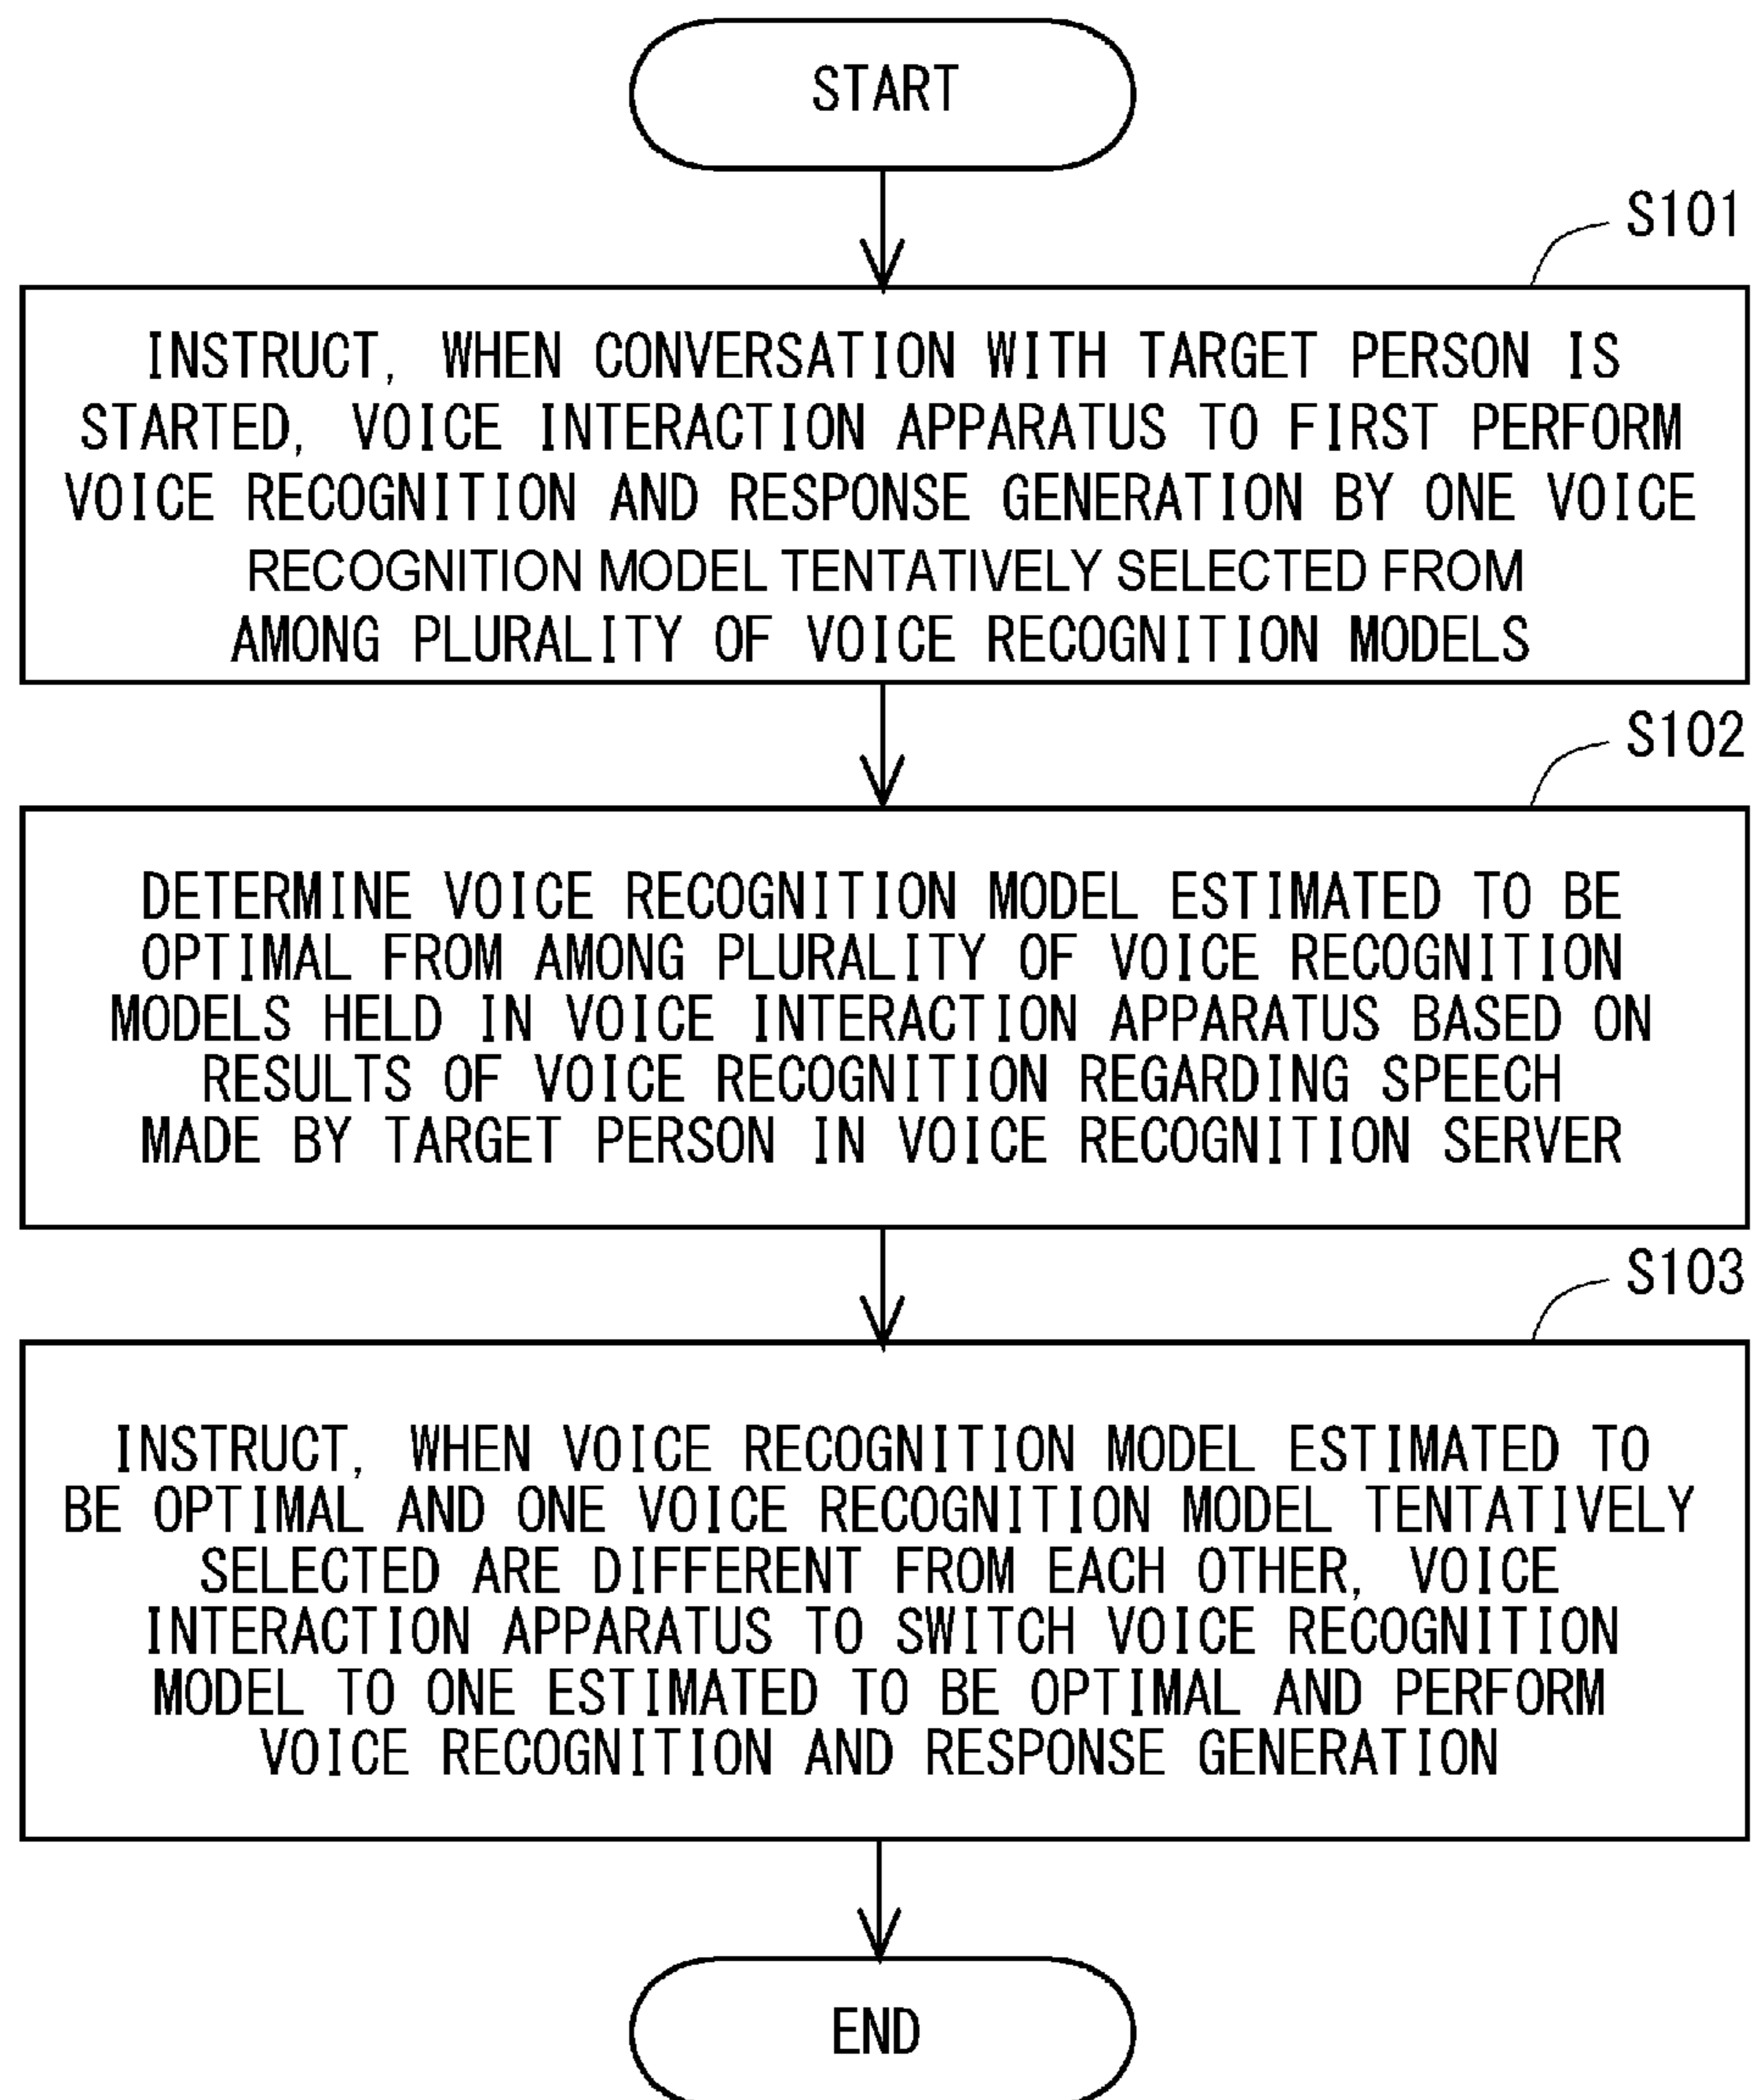 START
S101
INSTRUCT, WHEN CONVERSATION WITH TARGET PERSON IS
STARTED, VOICE INTERACTION APPARATUS TO FIRST PERFORM
VOICE RECOGNITION AND RESPONSE GENERATION BY ONE VOICE
RECOGNITION MODEL TENTATIVELY SELECTED FROM
AMONG PLURALITY OF VOICE RECOGNITION MODELS
S102
DETERMINE VOICE RECOGNITION MODEL ESTIMATED TO BE
OPTIMAL FROM AMONG PLURALITY OF VOICE RECOGNITION
MODELS HELD IN VOICE INTERACTION APPARATUS BASED ON
RESULTS OF VOICE RECOGNITION REGARDING SPEECH
MADE BY TARGET PERSON IN VOICE RECOGNITION SERVER
S103
INSTRUCT, WHEN VOICE RECOGNITION MODEL ESTIMATED TO
BE OPTIMAL AND ONE VOICE RECOGNITION MODEL TENTATIVELY
SELECTED ARE DIFFERENT FROM EACH OTHER, VOICE
INTERACTION APPARATUS TO SWITCH VOICE RECOGNITION
MODEL TO ONE ESTIMATED TO BE OPTIMAL AND PERFORM
VOICE RECOGNITION AND RESPONSE GENERATION
END